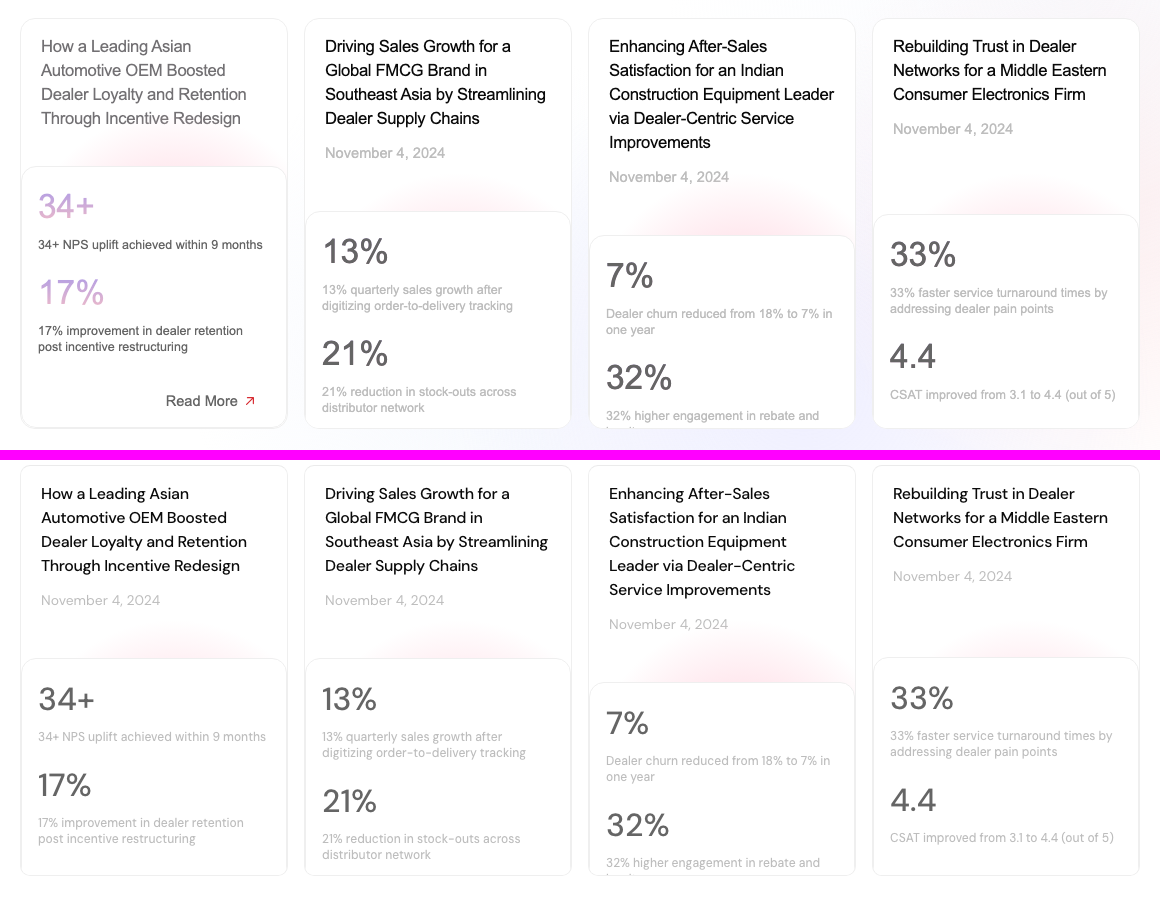 How a Leading Asian
Automotive OEM Boosted
Dealer Loyalty and Retention
Through Incentive Redesign
34+
34+ NPS uplift achieved within 9 months
17%
17% improvement in dealer retention
post incentive restructuring
Read More
Driving Sales Growth for a
Global FMCG Brand in
Southeast Asia by Streamlining
Dealer Supply Chains
November 4, 2024
13%
13% quarterly sales growth after
digitizing order-to-delivery tracking
21%
21% reduction in stock-outs across
distributor network
Enhancing After-Sales
Satisfaction for an Indian
Construction Equipment Leader
via Dealer-Centric Service
Improvements
November 4, 2024
7%
Dealer churn reduced from 18% to 7% in
one year
32%
32% higher engagement in rebate and
Rebuilding Trust in Dealer
Networks for a Middle Eastern
Consumer Electronics Firm
November 4, 2024
33%
33% faster service turnaround times by
addressing dealer pain points
4.4
CSAT improved from 3.1 to 4.4 (out of 5)
How a Leading Asian
Automotive OEM Boosted
Dealer Loyalty and Retention
Through Incentive Redesign
November 4, 2024
34+
34+ NPS uplift achieved within 9 months
17%
17% improvement in dealer retention
post incentive restructuring
Driving Sales Growth for a
Global FMCG Brand in
Southeast Asia by Streamlining
Dealer Supply Chains
November 4, 2024
13%
13% quarterly sales growth after
digitizing order-to-delivery tracking
21%
21% reduction in stock-outs across
distributor network
Enhancing After-Sales
Satisfaction for an Indian
Construction Equipment
Leader via Dealer-Centric
Service Improvements
November 4, 2024
7%
Dealer churn reduced from 18% to 7% in
one year
32%
32% higher engagement in rebate and
Rebuilding Trust in Dealer
Networks for a Middle Eastern
Consumer Electronics Firm
November 4, 2024
33%
33% faster service turnaround times by
addressing dealer pain points
4.4
CSAT improved from 3.1 to 4.4 (out of 5)